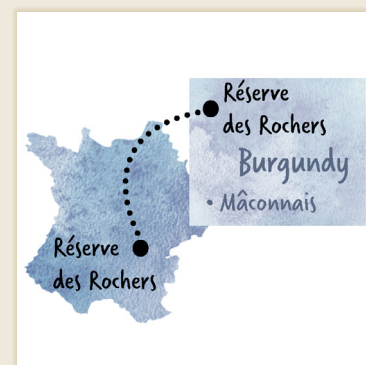 Réserve
des Rochers
Burgundy
• Mâconnais
Réserve
des Rochers